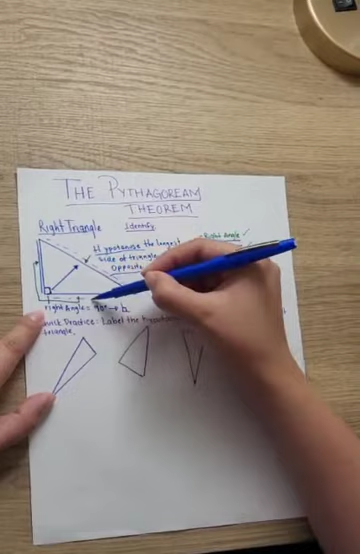 THE PYTHAGOREAM
THEOREM
Right Triangle
Identify:
Right Angle ✓
Hypotenuse the longest
side of triangle
Opposite
right Angle = 90° → b
Practice: Label the
triangle.